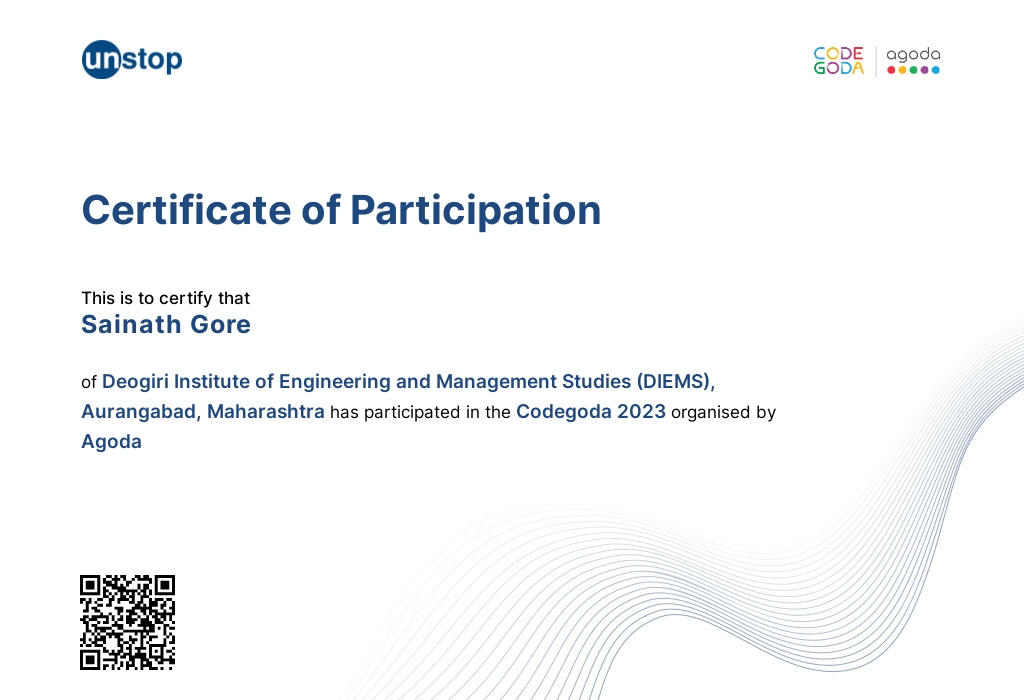 unstop
CODE
GODA
agoda
Certificate of Participation
This is to certify that
Sainath Gore
of Deogiri Institute of Engineering and Management Studies (DIEMS),
Aurangabad, Maharashtra has participated in the Codegoda 2023 organised by
Agoda